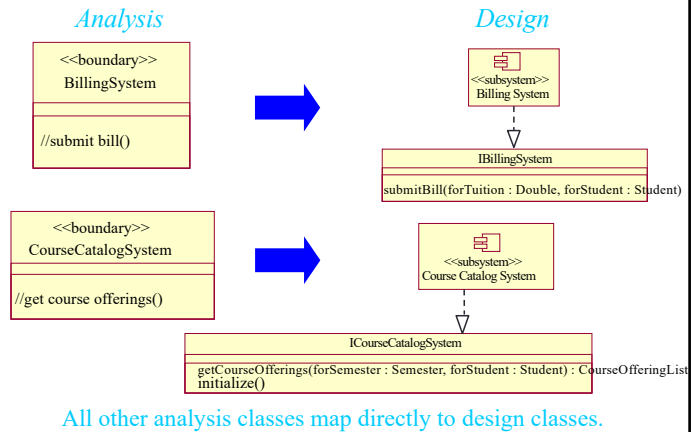 Analysis
Design
<<boundary>>
BillingSystem
//submit bill()
<<subsystem>>
Billing System
IBillingSystem
submitBill(forTuition : Double, forStudent : Student)
<<boundary>>
CourseCatalogSystem
//get course offerings()
<<subsystem>>
Course Catalog System
ICourseCatalogSystem
getCourseOfferings(forSemester : Semester, forStudent : Student) : CourseOfferingList
initialize()
All other analysis classes map directly to design classes.